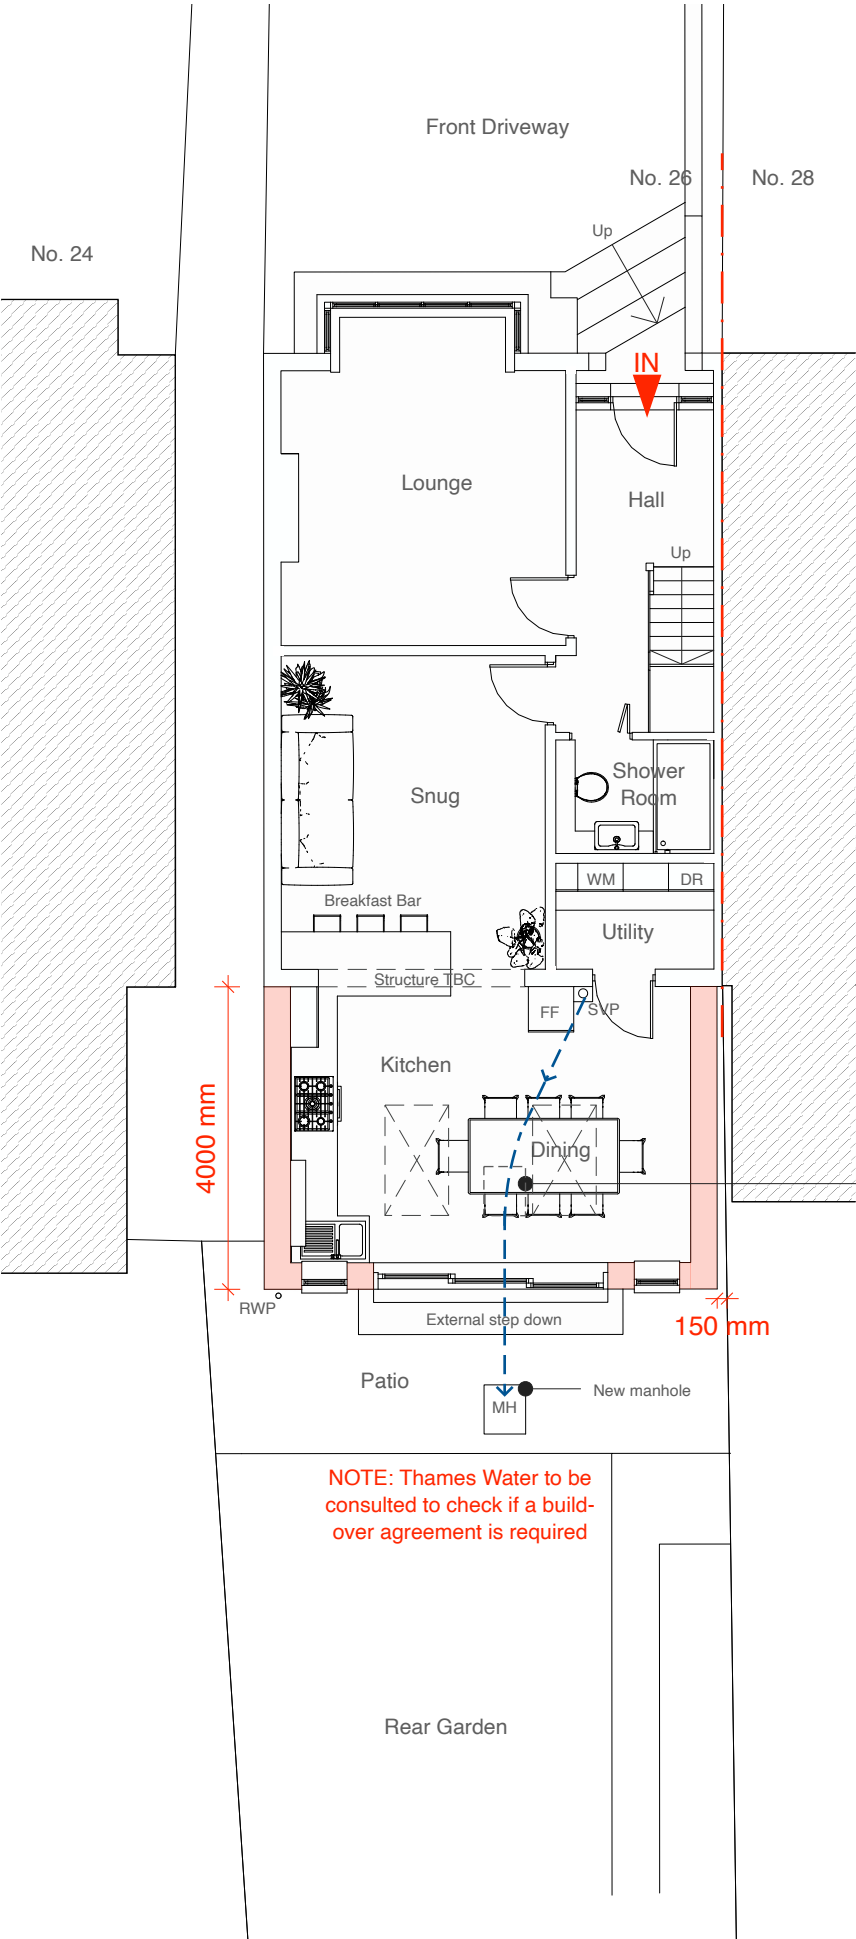 Front Driveway
No. 26
No. 28
Up
No. 24
IN
Lounge
Hall
Up
Shower
Room
Snug
WM
DR
Breakfast Bar
Utility
Structure TBC
FF
SVP
Kitchen
4000 mm
Dining
RWP
External step down
150 mm
Patio
New manhole
MH
NOTE: Thames Water to be
consulted to check if a build-
over agreement is required
Rear Garden